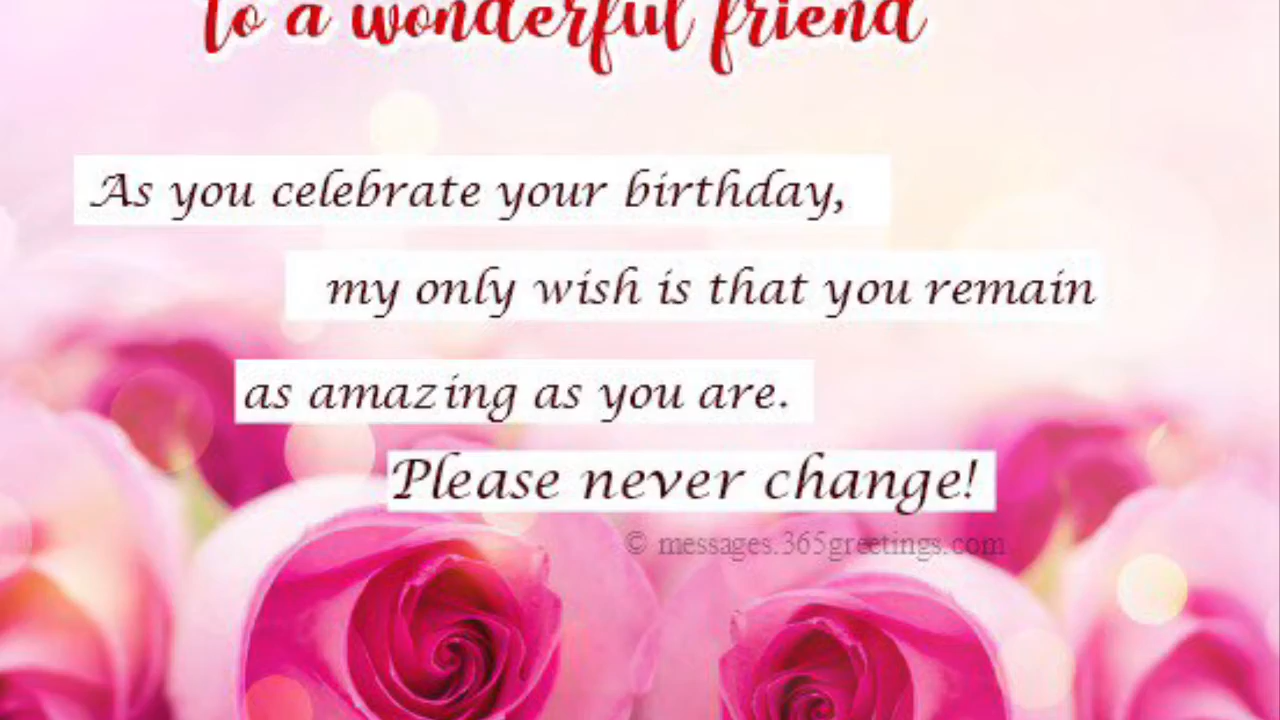 to a wonderful friend
As you celebrate your birthday,
my only wish is that you remain
as amazing as you are.
Please never change!
© messages.365greetings.com